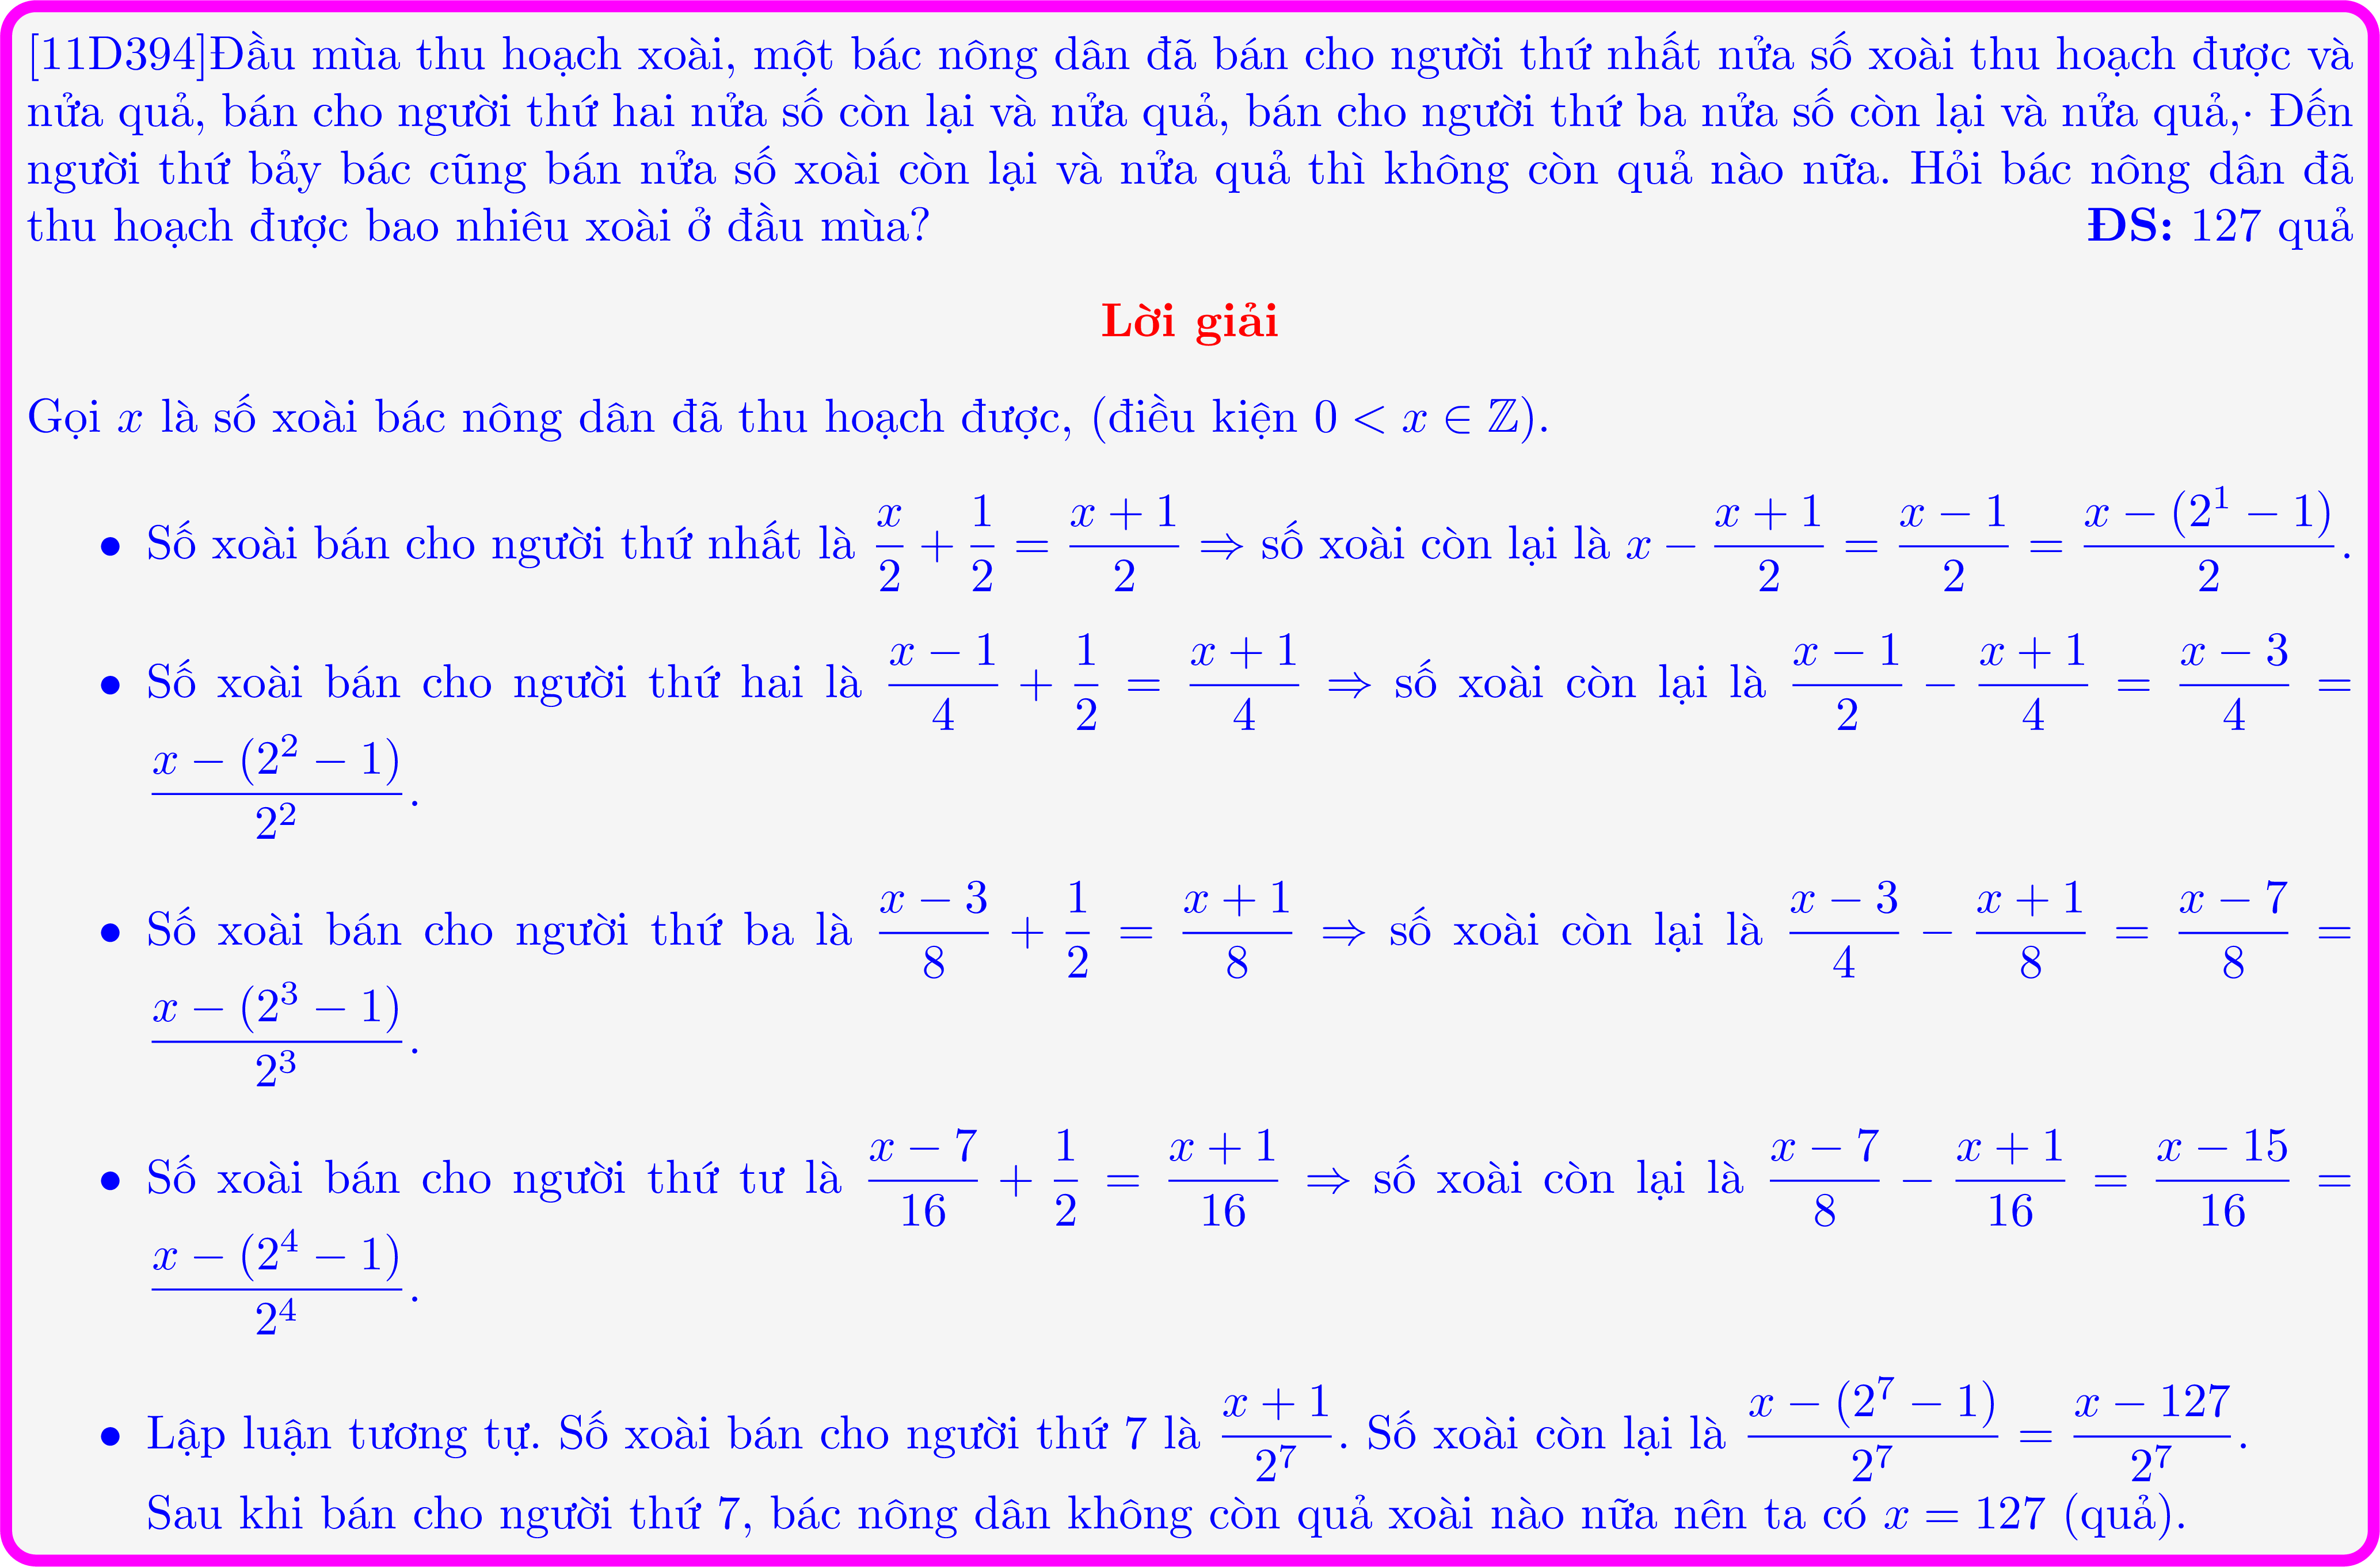 [11D394]Đầu mùa thu hoạch xoài, một bác nông dân đã bán cho người thứ nhất nửa số xoài thu hoạch được và
nửa quả, bán cho người thứ hai nửa số còn lại và nửa quả, bán cho người thứ ba nửa số còn lại và nửa quả,· Đến
người thứ bảy bác cũng bán nửa số xoài còn lại và nửa quả thì không còn quả nào nữa. Hỏi bác nông dân đã
thu hoạch được bao nhiêu xoài ở đầu mùa? ĐS: 127 quả
Lời giải
Gọi x là số xoài bác nông dân đã thu hoạch được, (điều kiện 0 < x ∈ ℤ).
• Số xoài bán cho người thứ nhất là \frac{x}{2} + \frac{1}{2} = \frac{x+1}{2} ⇒ số xoài còn lại là x − \frac{x+1}{2} = \frac{x−1}{2} = \frac{x−(2^1−1)}{2}.
• Số xoài bán cho người thứ hai là \frac{x−1}{4} + \frac{1}{2} = \frac{x+1}{4} ⇒ số xoài còn lại là \frac{x−1}{2} − \frac{x+1}{4} = \frac{x−3}{4} =
\frac{x−(2^2−1)}{2^2}.
• Số xoài bán cho người thứ ba là \frac{x−3}{8} + \frac{1}{2} = \frac{x+1}{8} ⇒ số xoài còn lại là \frac{x−3}{4} − \frac{x+1}{8} = \frac{x−7}{8} =
\frac{x−(2^3−1)}{2^3}.
• Số xoài bán cho người thứ tư là \frac{x−7}{16} + \frac{1}{2} = \frac{x+1}{16} ⇒ số xoài còn lại là \frac{x−7}{8} − \frac{x+1}{16} = \frac{x−15}{16} =
\frac{x−(2^4−1)}{2^4}.
• Lập luận tương tự. Số xoài bán cho người thứ 7 là \frac{x+1}{2^7}. Số xoài còn lại là \frac{x−(2^7−1)}{2^7} = \frac{x−127}{2^7}.
Sau khi bán cho người thứ 7, bác nông dân không còn quả xoài nào nữa nên ta có x = 127 (quả).